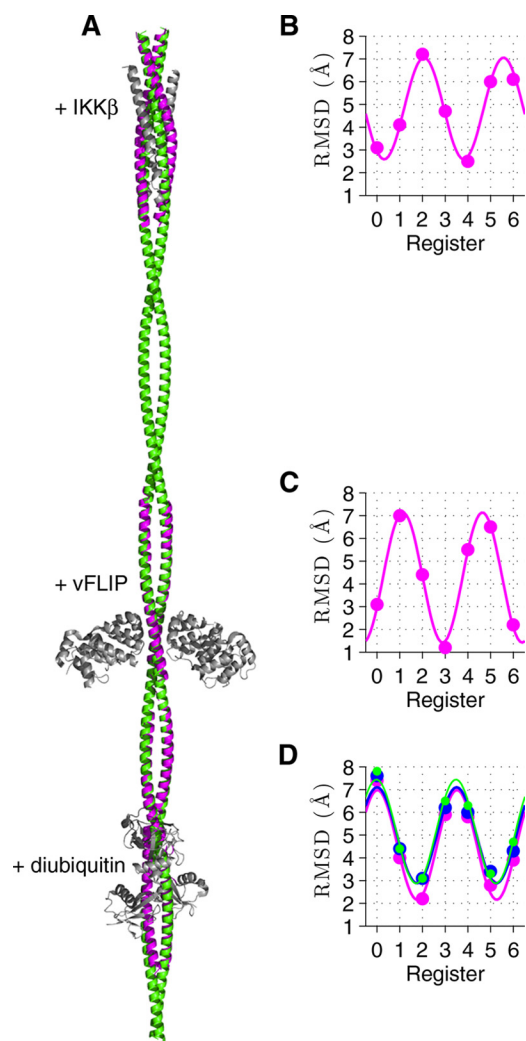 A
+ IKKβ
+ vFLIP
+ diubiquitin
B
8
7
6
5
4
3
2
1
RMSD (Å)
0 1 2 3 4 5 6
Register
C
8
7
6
5
4
3
2
1
RMSD (Å)
0 1 2 3 4 5 6
Register
D
8
7
6
5
4
3
2
1
RMSD (Å)
0 1 2 3 4 5 6
Register